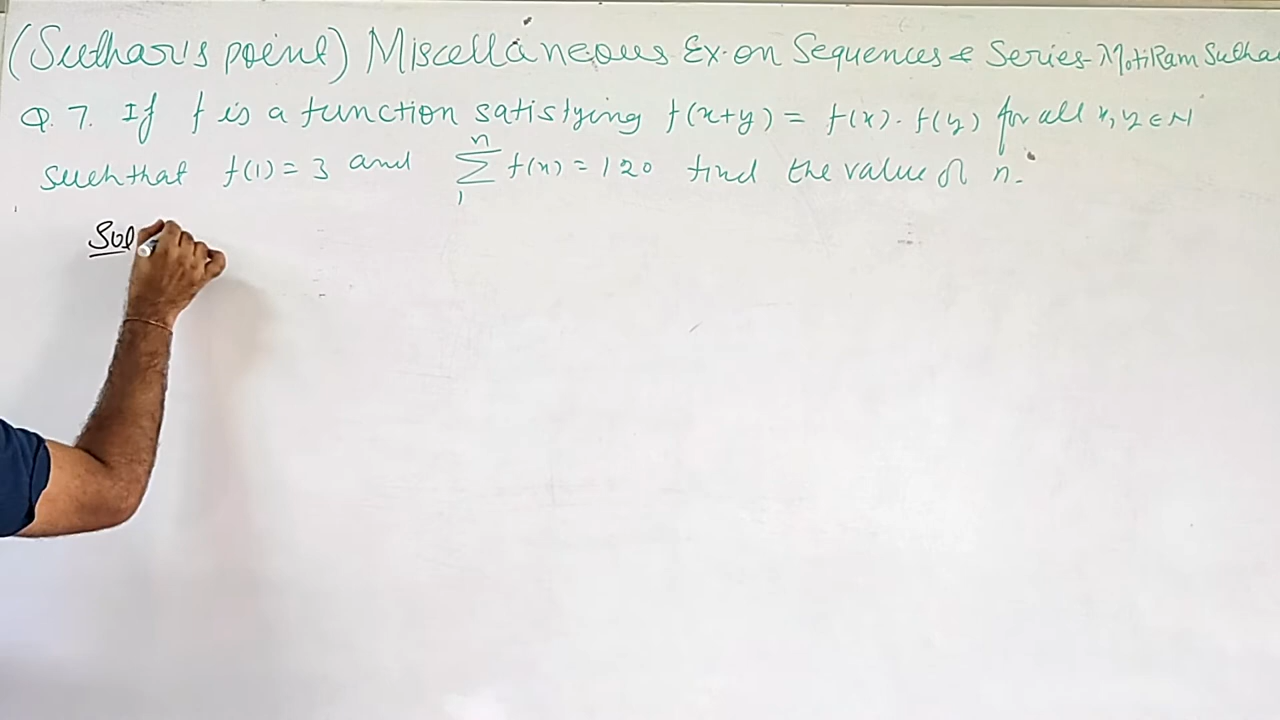 (Suthar's point) Miscellaneous Ex. on Sequences & Series - MotiRam Suthar
Q. 7. If f is a function satisfying f(x+y) = f(x). f(y) for all x, y ∈ N
such that f(1) = 3 and \sum_{1}^{n} f(x) = 120 find the value of n.
Sol